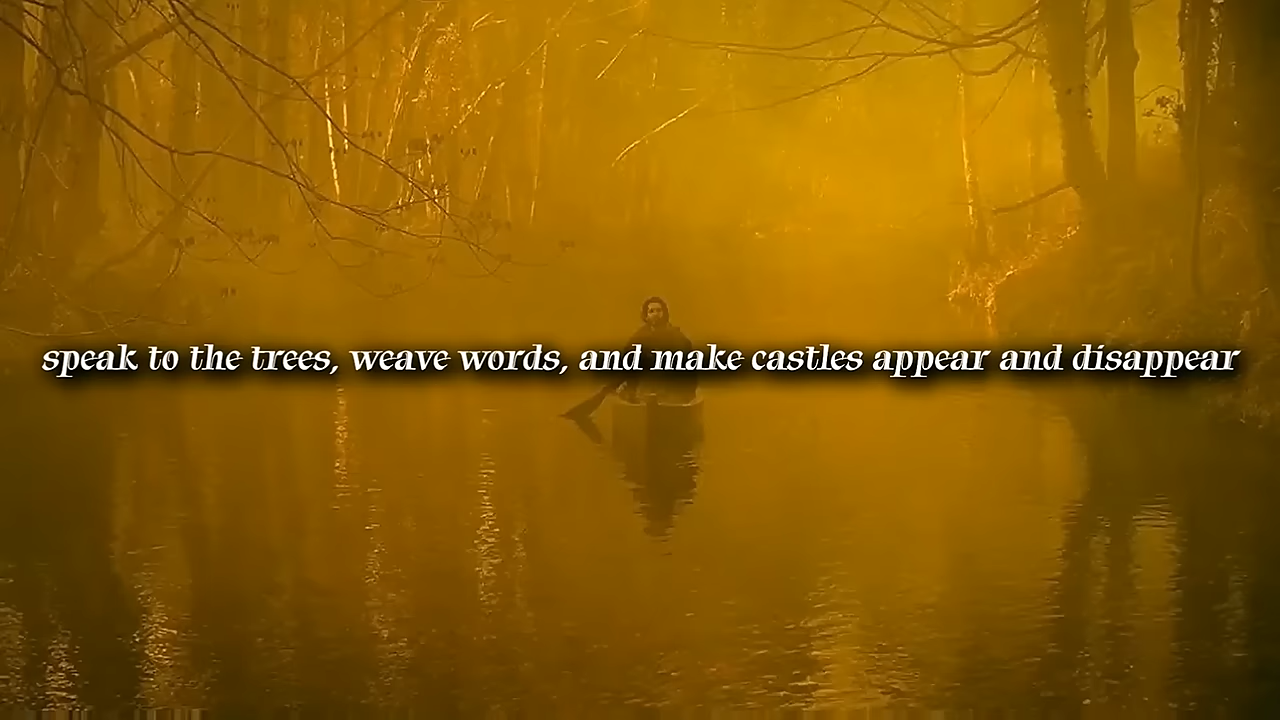 speak to the trees, weave words, and make castles appear and disappear